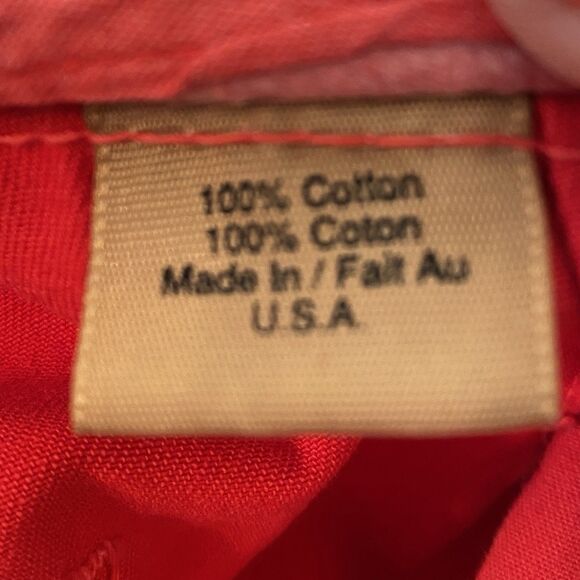 100% Cotton
100% Coton
Made In / Fait Au
U.S.A.